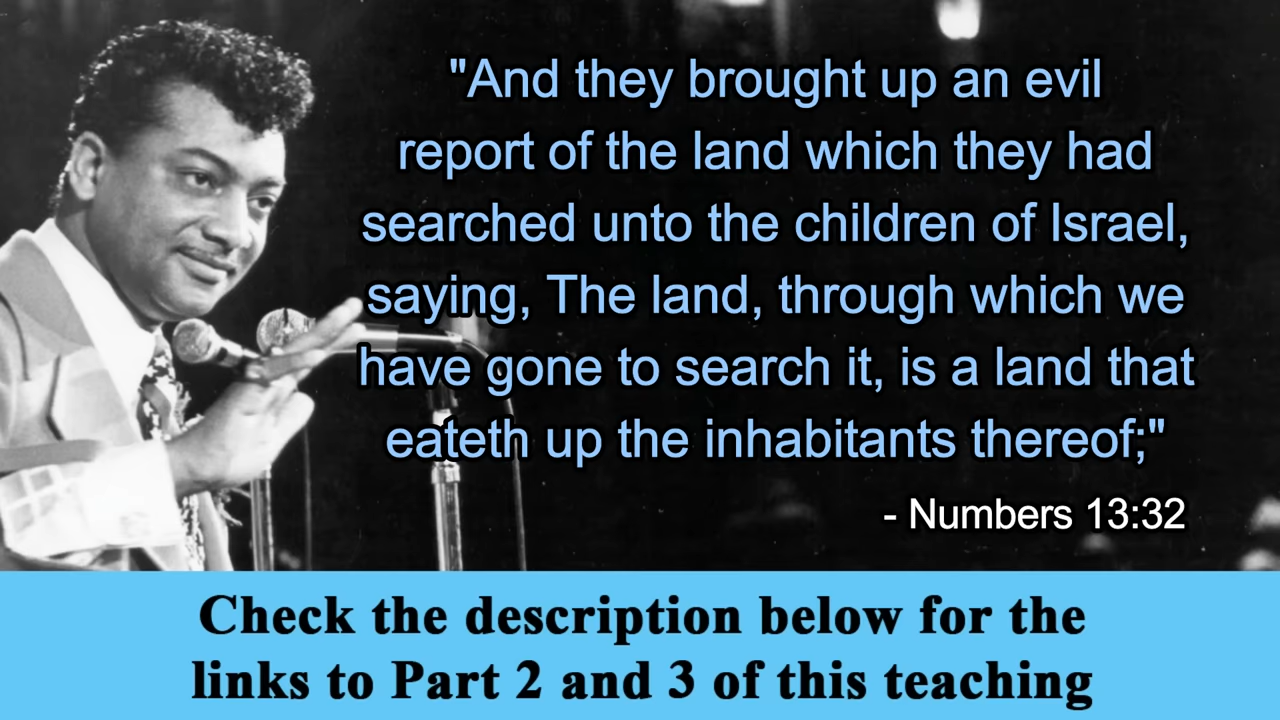 "And they brought up an evil
report of the land which they had
searched unto the children of Israel,
saying, The land, through which we
have gone to search it, is a land that
eateth up the inhabitants thereof;"
- Numbers 13:32
Check the description below for the
links to Part 2 and 3 of this teaching